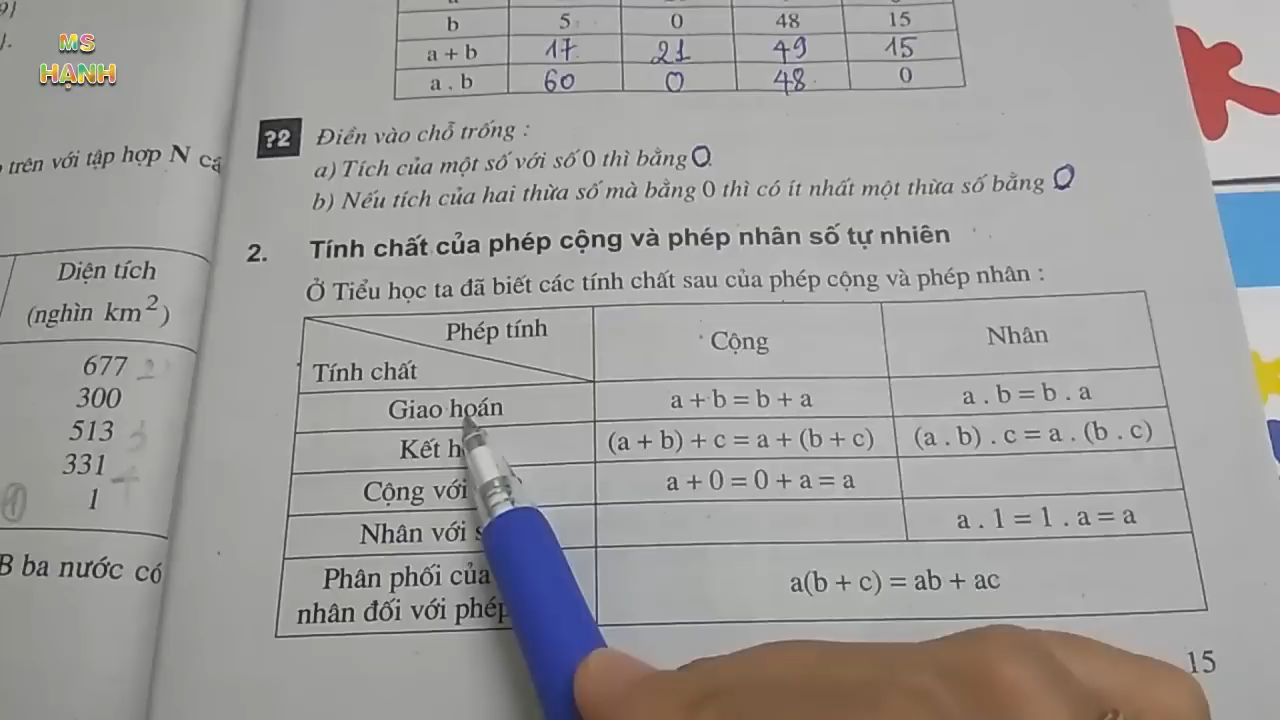 MS
HẠNH
b 5 0 48 15
a + b 17 21 49 15
a . b 60 0 48 0
?2 Điền vào chỗ trống :
a) Tích của một số với số 0 thì bằng 0
b) Nếu tích của hai thừa số mà bằng 0 thì có ít nhất một thừa số bằng 0
2. Tính chất của phép cộng và phép nhân số tự nhiên
Ở Tiểu học ta đã biết các tính chất sau của phép cộng và phép nhân :
Phép tính
Tính chất
Cộng Nhân
Giao hoán a + b = b + a a . b = b . a
Kết (a + b) + c = a + (b + c) (a . b) . c = a . (b . c)
Cộng với a + 0 = 0 + a = a
Nhân với a . 1 = 1 . a = a
Phân phối của
nhân đối với a(b + c) = ab + ac
15
trên với tập hợp N
Diện tích
(nghìn km²)
677
300
513
331
1
B ba nước có